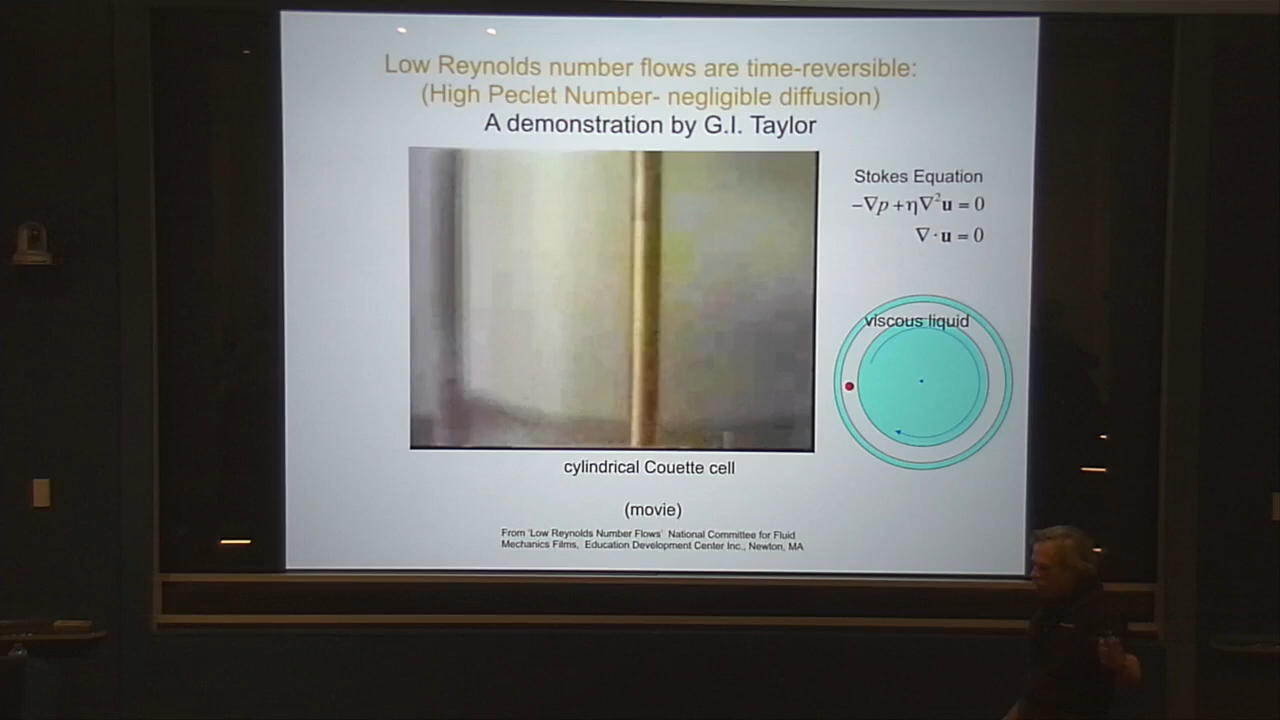 Low Reynolds number flows are time-reversible:
(High Peclet Number- negligible diffusion)
A demonstration by G.I. Taylor
Stokes Equation
−∇p +η∇²u = 0
∇·u = 0
viscous liquid
cylindrical Couette cell
(movie)
From 'Low Reynolds Number Flows' National Committee for Fluid
Mechanics Films, Education Development Center Inc., Newton, MA